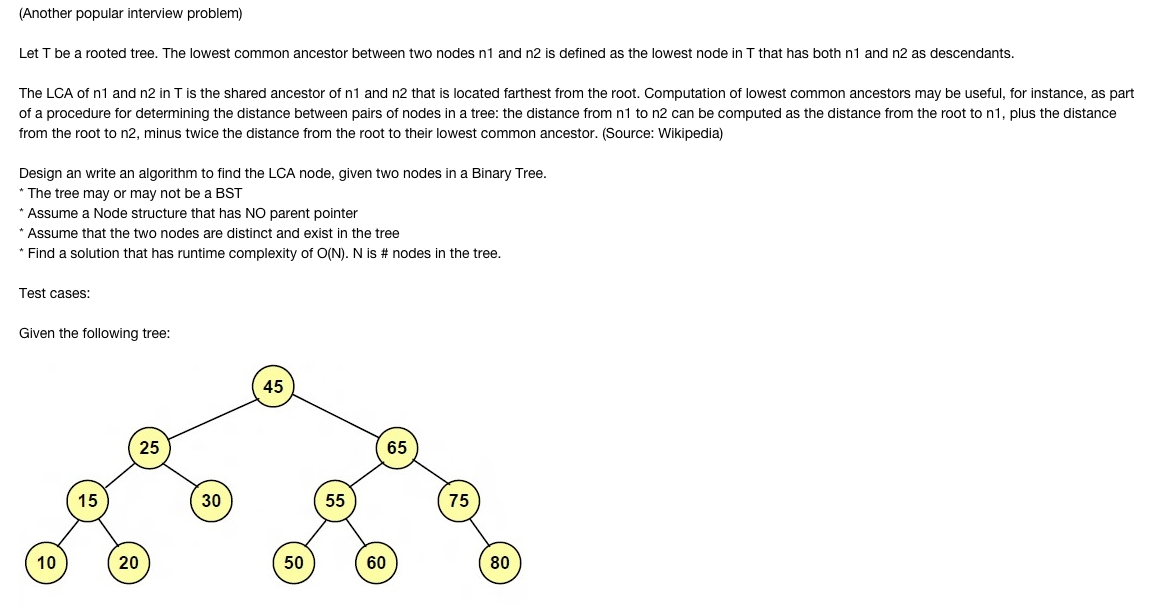 (Another popular interview problem)
Let T be a rooted tree. The lowest common ancestor between two nodes n1 and n2 is defined as the lowest node in T that has both n1 and n2 as descendants.
The LCA of n1 and n2 in T is the shared ancestor of n1 and n2 that is located farthest from the root. Computation of lowest common ancestors may be useful, for instance, as part
of a procedure for determining the distance between pairs of nodes in a tree: the distance from n1 to n2 can be computed as the distance from the root to n1, plus the distance
from the root to n2, minus twice the distance from the root to their lowest common ancestor. (Source: Wikipedia)
Design an write an algorithm to find the LCA node, given two nodes in a Binary Tree.
* The tree may or may not be a BST
* Assume a Node structure that has NO parent pointer
* Assume that the two nodes are distinct and exist in the tree
* Find a solution that has runtime complexity of O(N). N is # nodes in the tree.
Test cases:
Given the following tree:
45
25 65
15 30 55 75
10 20 50 60 80